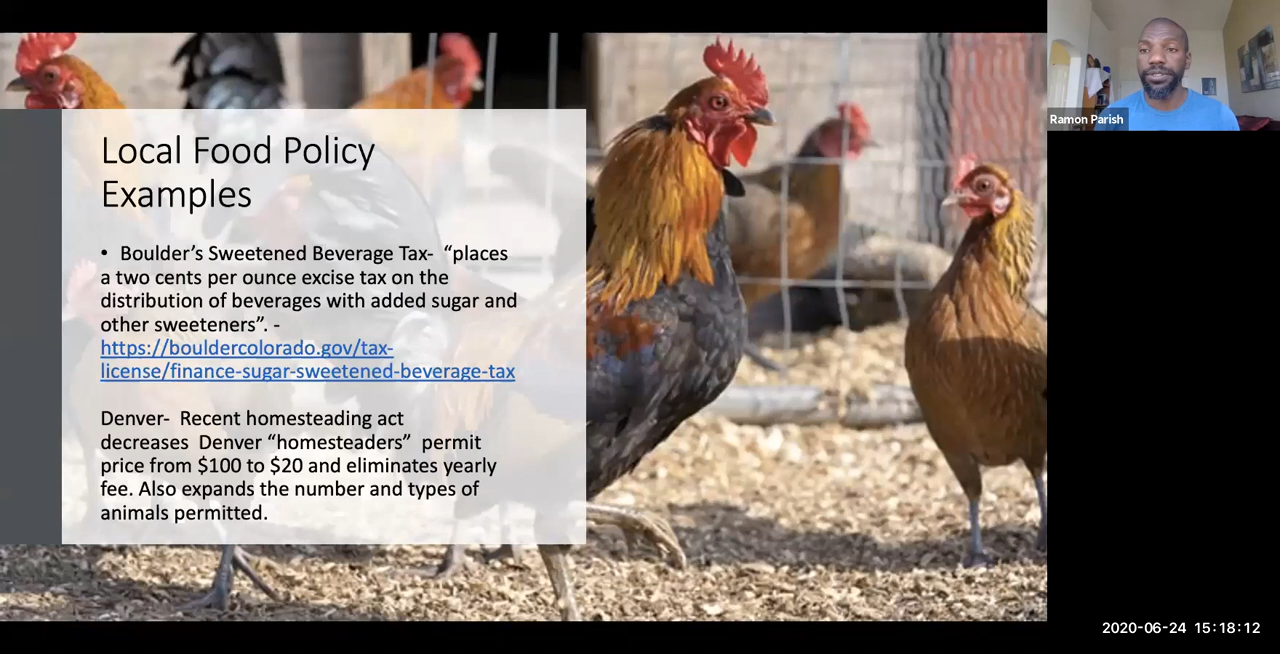 Local Food Policy
Examples
• Boulder’s Sweetened Beverage Tax- “places
a two cents per ounce excise tax on the
distribution of beverages with added sugar and
other sweeteners”. -
https://bouldercolorado.gov/tax-
license/finance-sugar-sweetened-beverage-tax
Denver- Recent homesteading act
decreases Denver “homesteaders” permit
price from $100 to $20 and eliminates yearly
fee. Also expands the number and types of
animals permitted.
Ramon Parish
2020-06-24 15:18:12